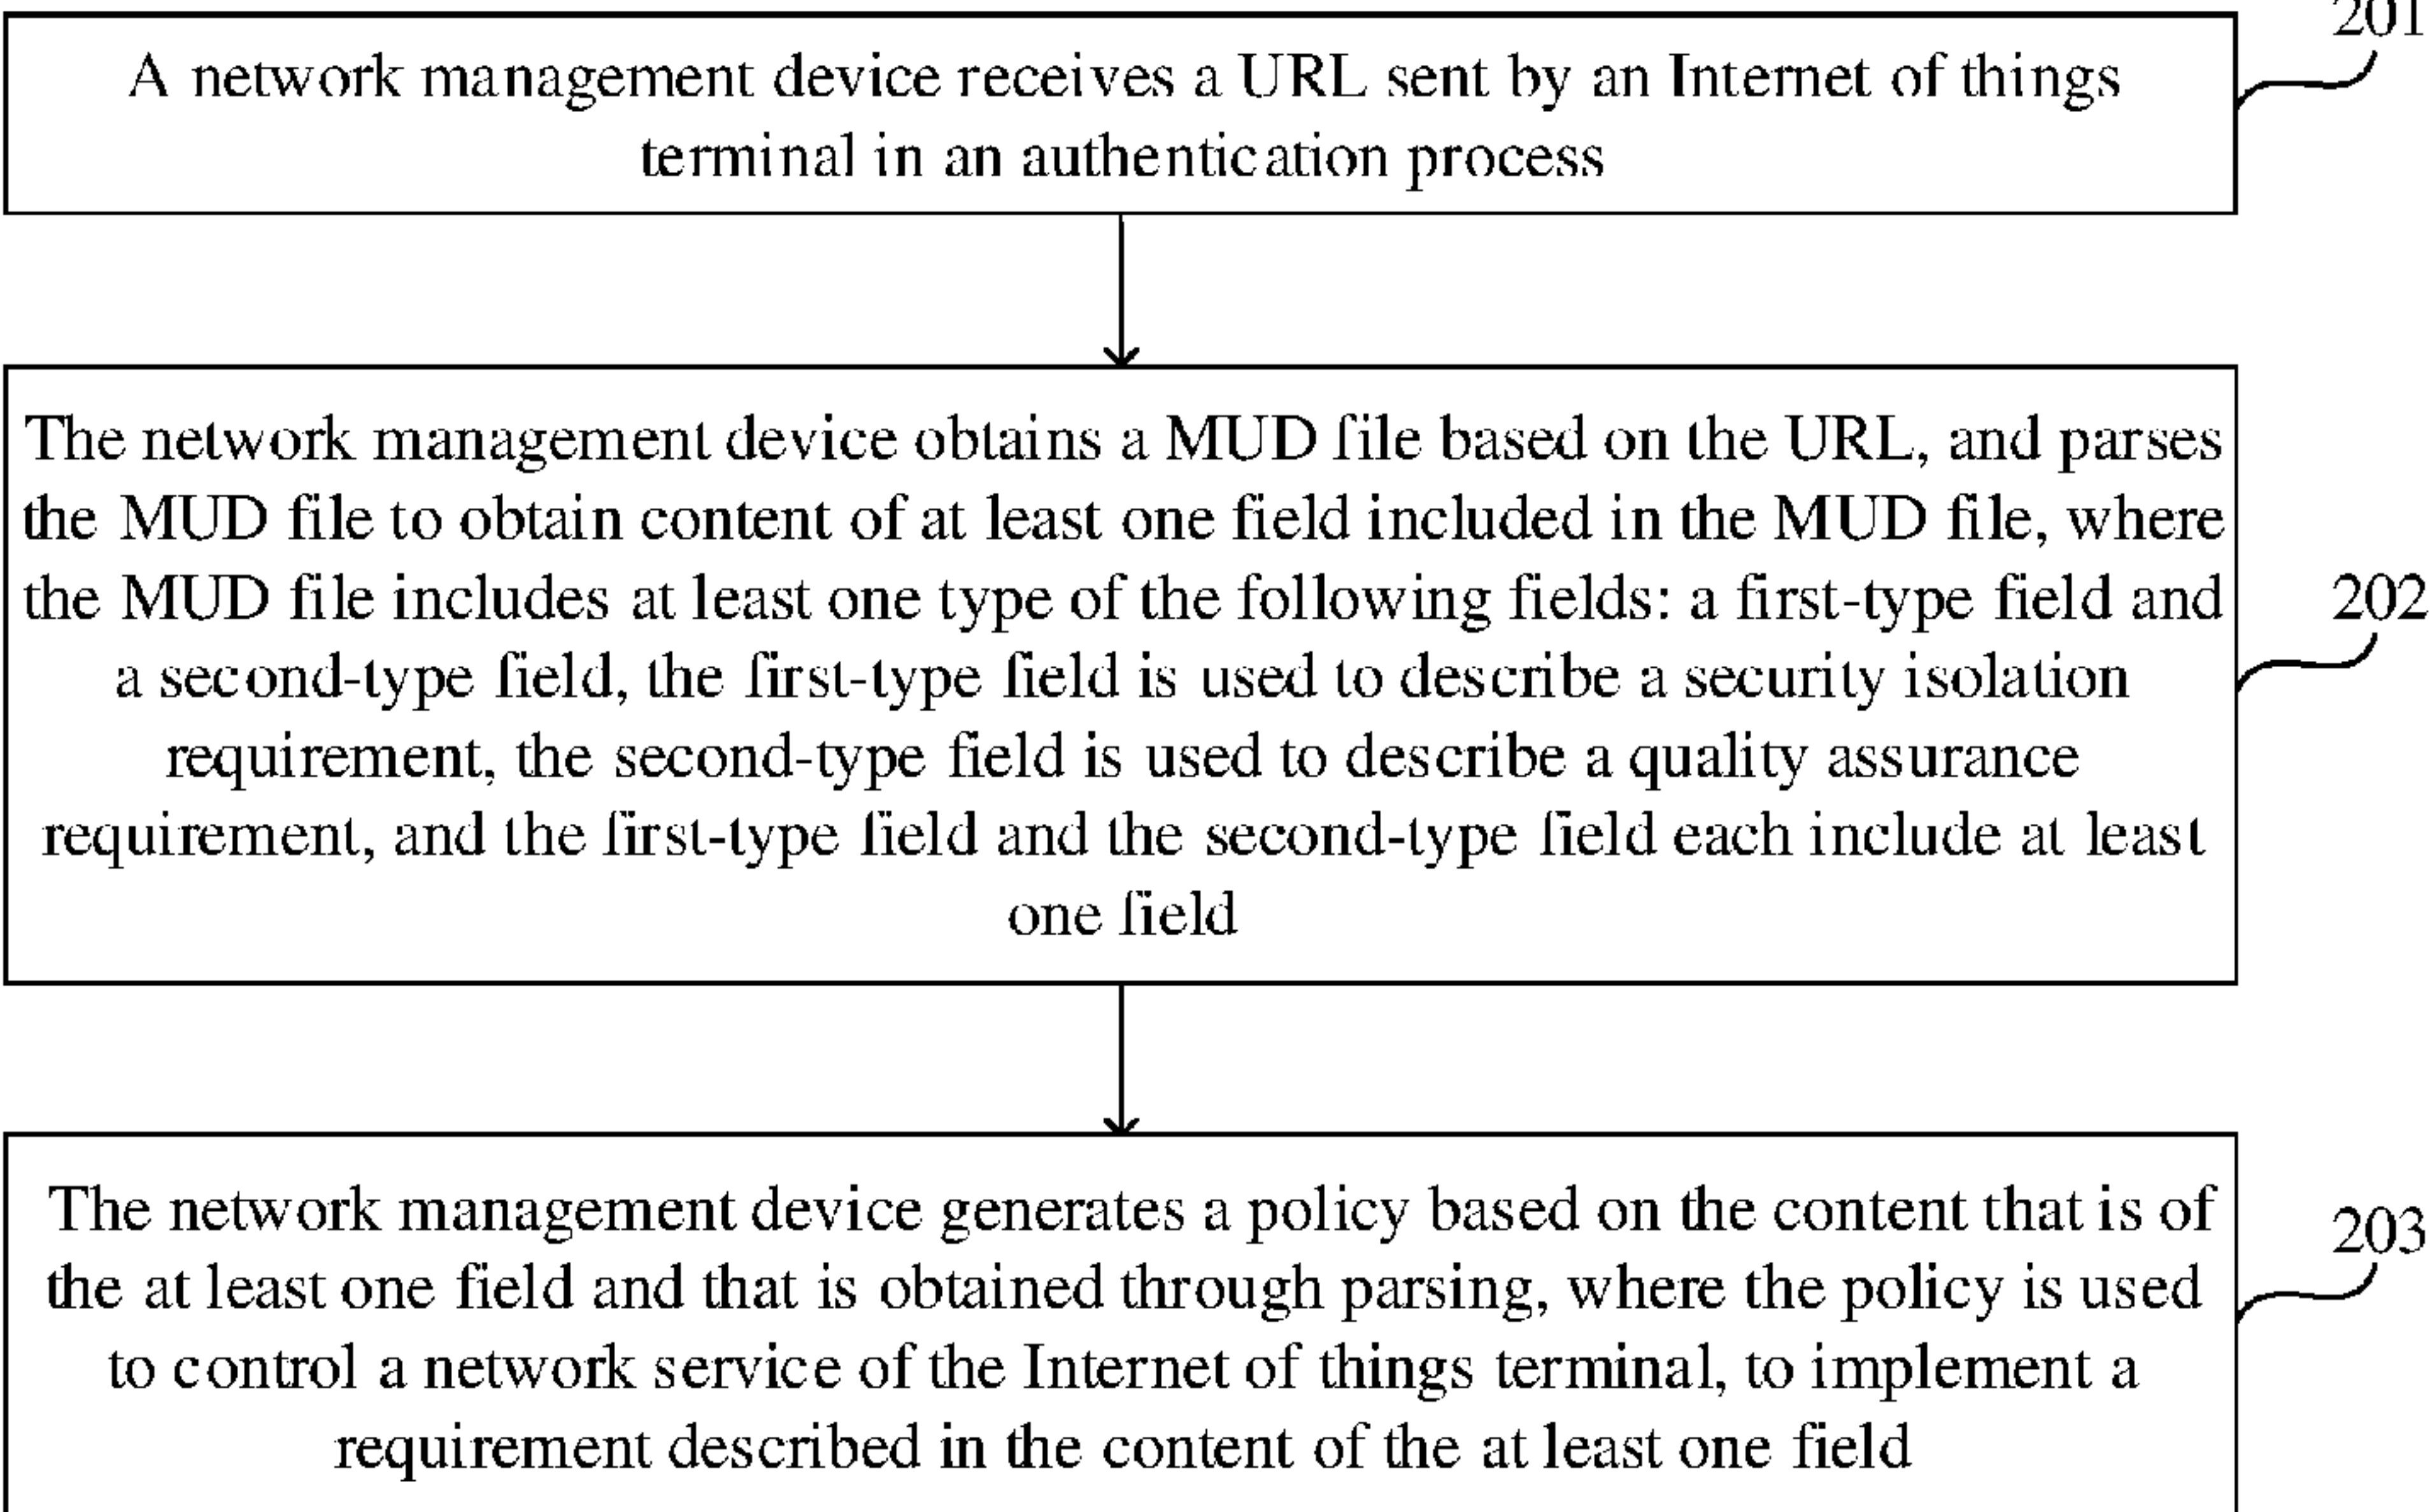 201
A network management device receives a URL sent by an Internet of things
terminal in an authentication process
The network management device obtains a MUD file based on the URL, and parses
the MUD file to obtain content of at least one field included in the MUD file, where
the MUD file includes at least one type of the following fields: a first-type field and
202
a second-type field, the first-type field is used to describe a security isolation
requirement, the second-type field is used to describe a quality assurance
requirement, and the first-type field and the second-type field each include at least
one field
The network management device generates a policy based on the content that is of
203
the at least one field and that is obtained through parsing, where the policy is used
to control a network service of the Internet of things terminal, to implement a
requirement described in the content of the at least one field